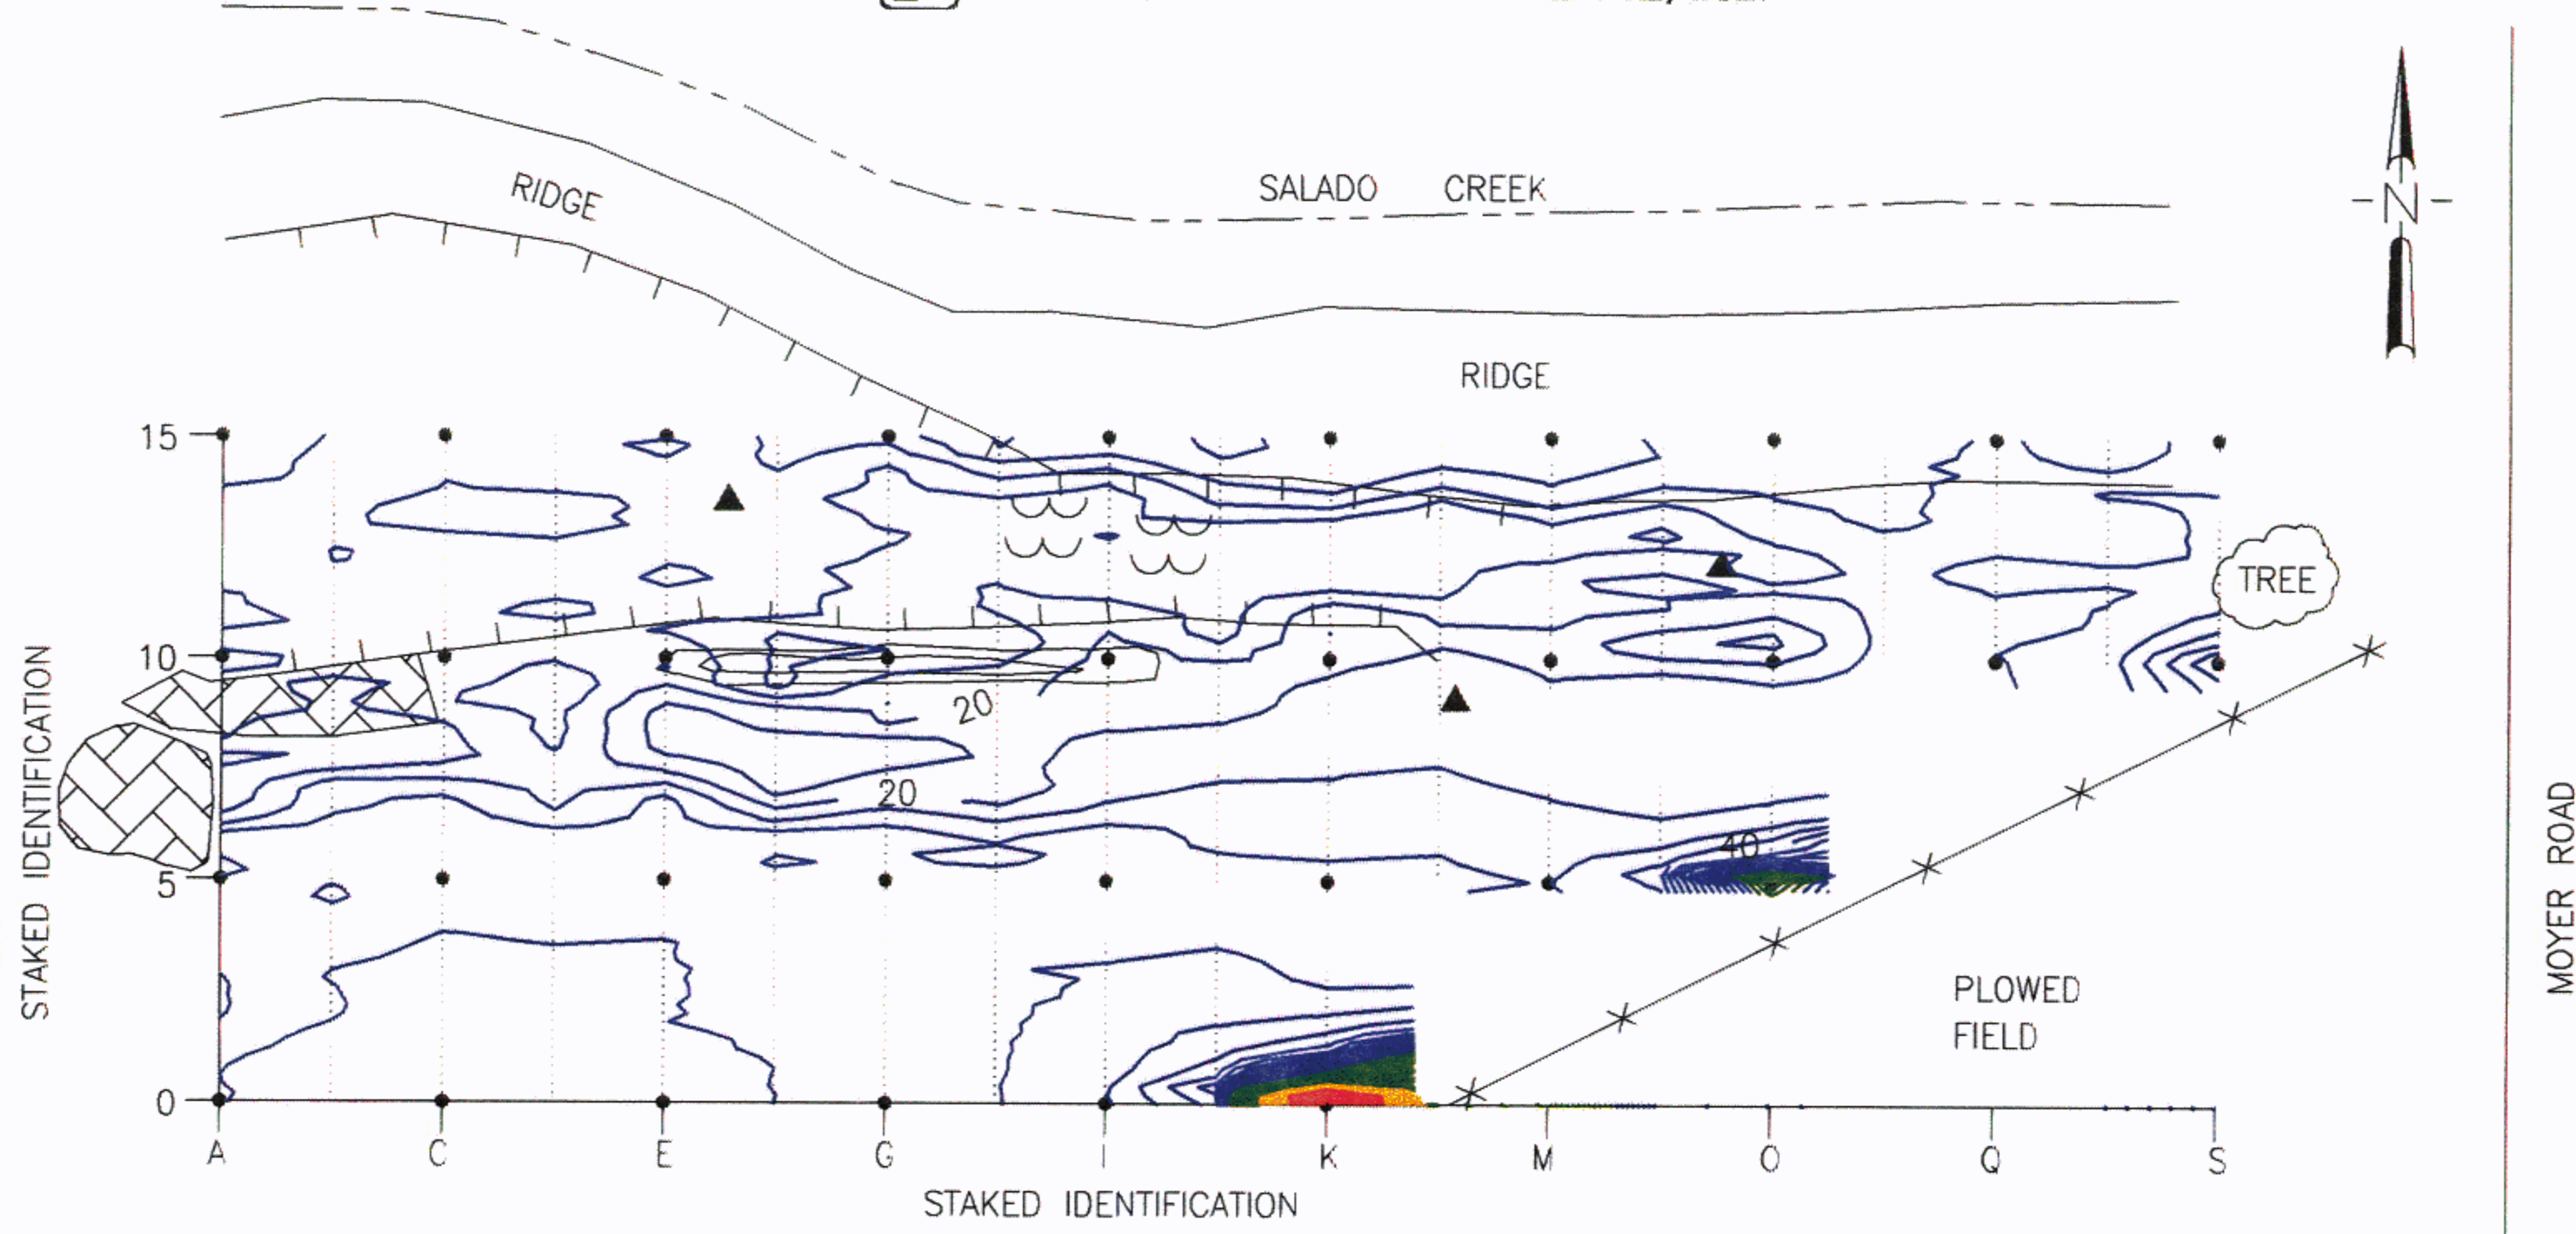 RIDGE
SALADO CREEK
N
RIDGE
15
TREE
10
20
20
40
5
STAKED IDENTIFICATION
PLOWED
FIELD
MOYER ROAD
0
A C E G I K M O Q S
STAKED IDENTIFICATION